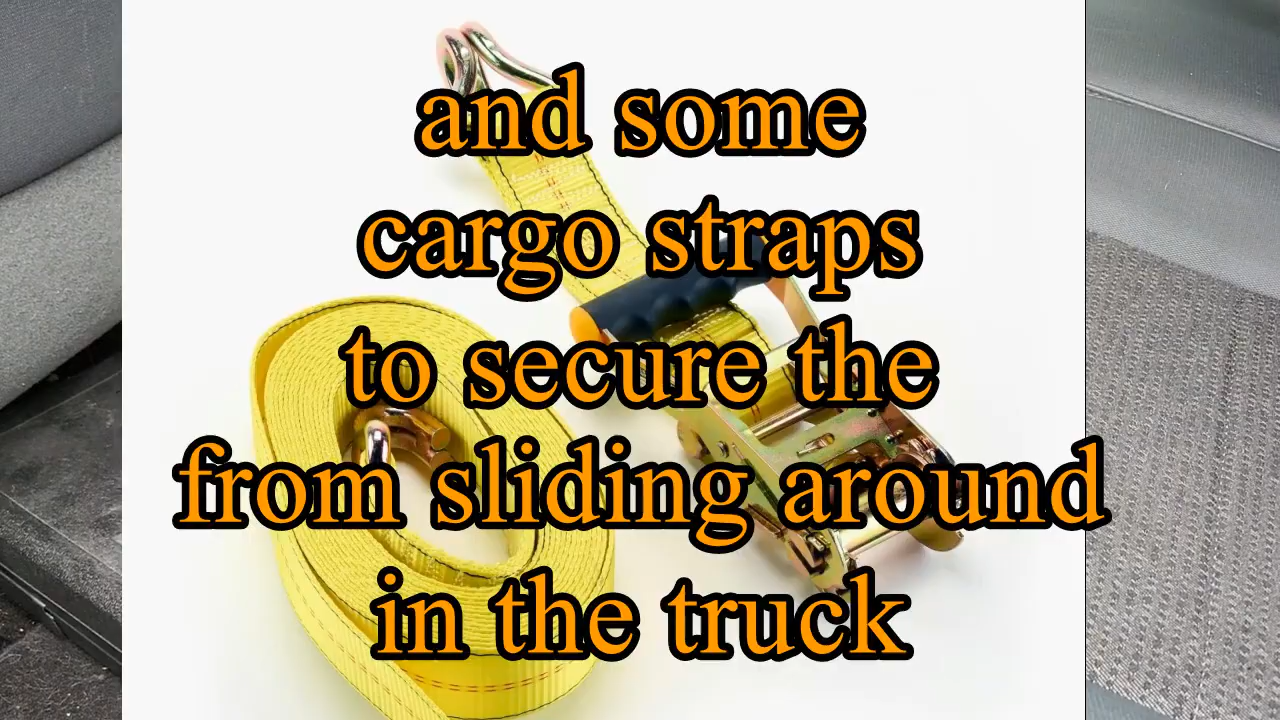 and some
cargo straps
to secure the
from sliding around
in the truck